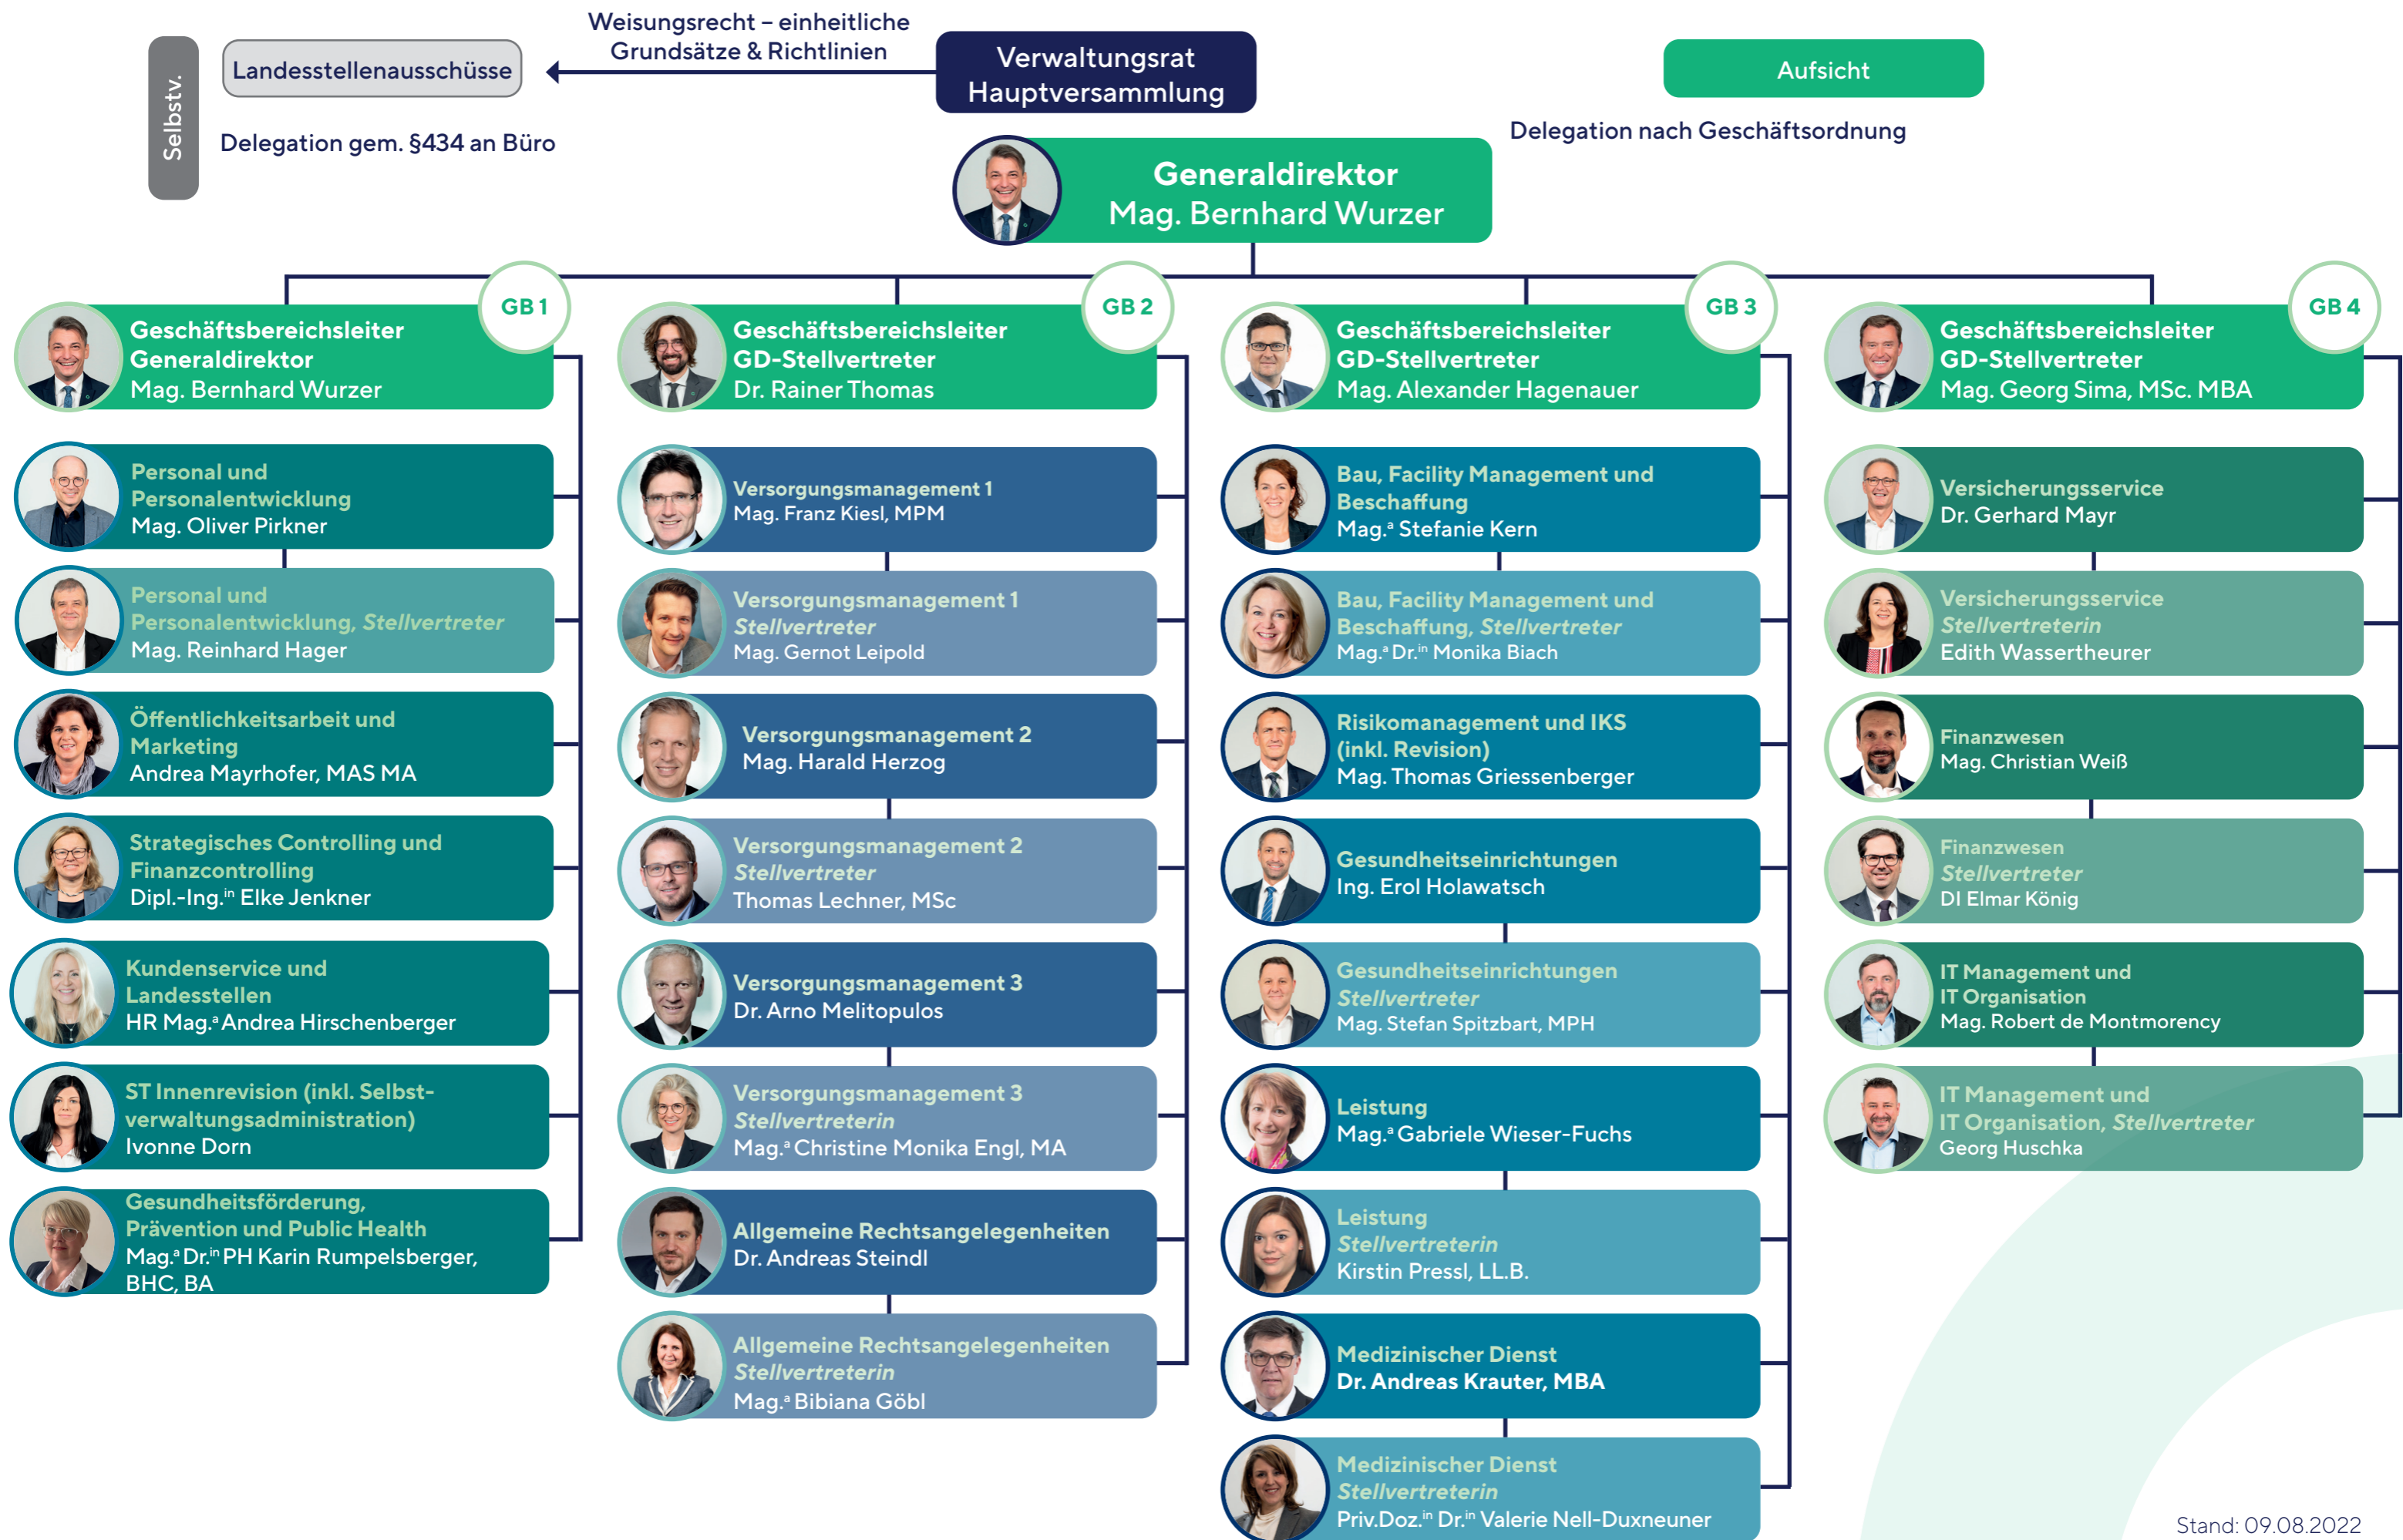 Selbstv.
Landesstellenausschüsse
Delegation gem. §434 an Büro
Weisungsrecht – einheitliche
Grundsätze & Richtlinien
Verwaltungsrat
Hauptversammlung
Aufsicht
Delegation nach Geschäftsordnung
Generaldirektor
Mag. Bernhard Wurzer
GB 1
Geschäftsbereichsleiter
Generaldirektor
Mag. Bernhard Wurzer
Personal und
Personalentwicklung
Mag. Oliver Pirkner
Personal und
Personalentwicklung, Stellvertreter
Mag. Reinhard Hager
Öffentlichkeitsarbeit und
Marketing
Andrea Mayrhofer, MAS MA
Strategisches Controlling und
Finanzcontrolling
Dipl.-Ing.in Elke Jenkner
Kundenservice und
Landesstellen
HR Mag.a Andrea Hirschenberger
ST Innenrevision (inkl. Selbst-
verwaltungsadministration)
Ivonne Dorn
Gesundheitsförderung,
Prävention und Public Health
Mag.a Dr.in PH Karin Rumpelsberger,
BHC, BA
GB 2
Geschäftsbereichsleiter
GD-Stellvertreter
Dr. Rainer Thomas
Versorgungsmanagement 1
Mag. Franz Kiesl, MPM
Versorgungsmanagement 1
Stellvertreter
Mag. Gernot Leipold
Versorgungsmanagement 2
Mag. Harald Herzog
Versorgungsmanagement 2
Stellvertreter
Thomas Lechner, MSc
Versorgungsmanagement 3
Dr. Arno Melitopulos
Versorgungsmanagement 3
Stellvertreterin
Mag.a Christine Monika Engl, MA
Allgemeine Rechtsangelegenheiten
Dr. Andreas Steindl
Allgemeine Rechtsangelegenheiten
Stellvertreterin
Mag.a Bibiana Göbl
GB 3
Geschäftsbereichsleiter
GD-Stellvertreter
Mag. Alexander Hagenauer
Bau, Facility Management und
Beschaffung
Mag.a Stefanie Kern
Bau, Facility Management und
Beschaffung, Stellvertreter
Mag.a Dr.in Monika Biach
Risikomanagement und IKS
(inkl. Revision)
Mag. Thomas Griessenberger
Gesundheitseinrichtungen
Ing. Erol Holawatsch
Gesundheitseinrichtungen
Stellvertreter
Mag. Stefan Spitzbart, MPH
Leistung
Mag.a Gabriele Wieser-Fuchs
Leistung
Stellvertreterin
Kirstin Pressl, LL.B.
Medizinischer Dienst
Dr. Andreas Krauter, MBA
Medizinischer Dienst
Stellvertreterin
Priv.Doz.in Dr.in Valerie Nell-Duxneuner
GB 4
Geschäftsbereichsleiter
GD-Stellvertreter
Mag. Georg Sima, MSc. MBA
Versicherungsservice
Dr. Gerhard Mayr
Versicherungsservice
Stellvertreterin
Edith Wassertheurer
Finanzwesen
Mag. Christian Weiß
Finanzwesen
Stellvertreter
DI Elmar König
IT Management und
IT Organisation
Mag. Robert de Montmorency
IT Management und
IT Organisation, Stellvertreter
Georg Huschka
Stand: 09.08.2022